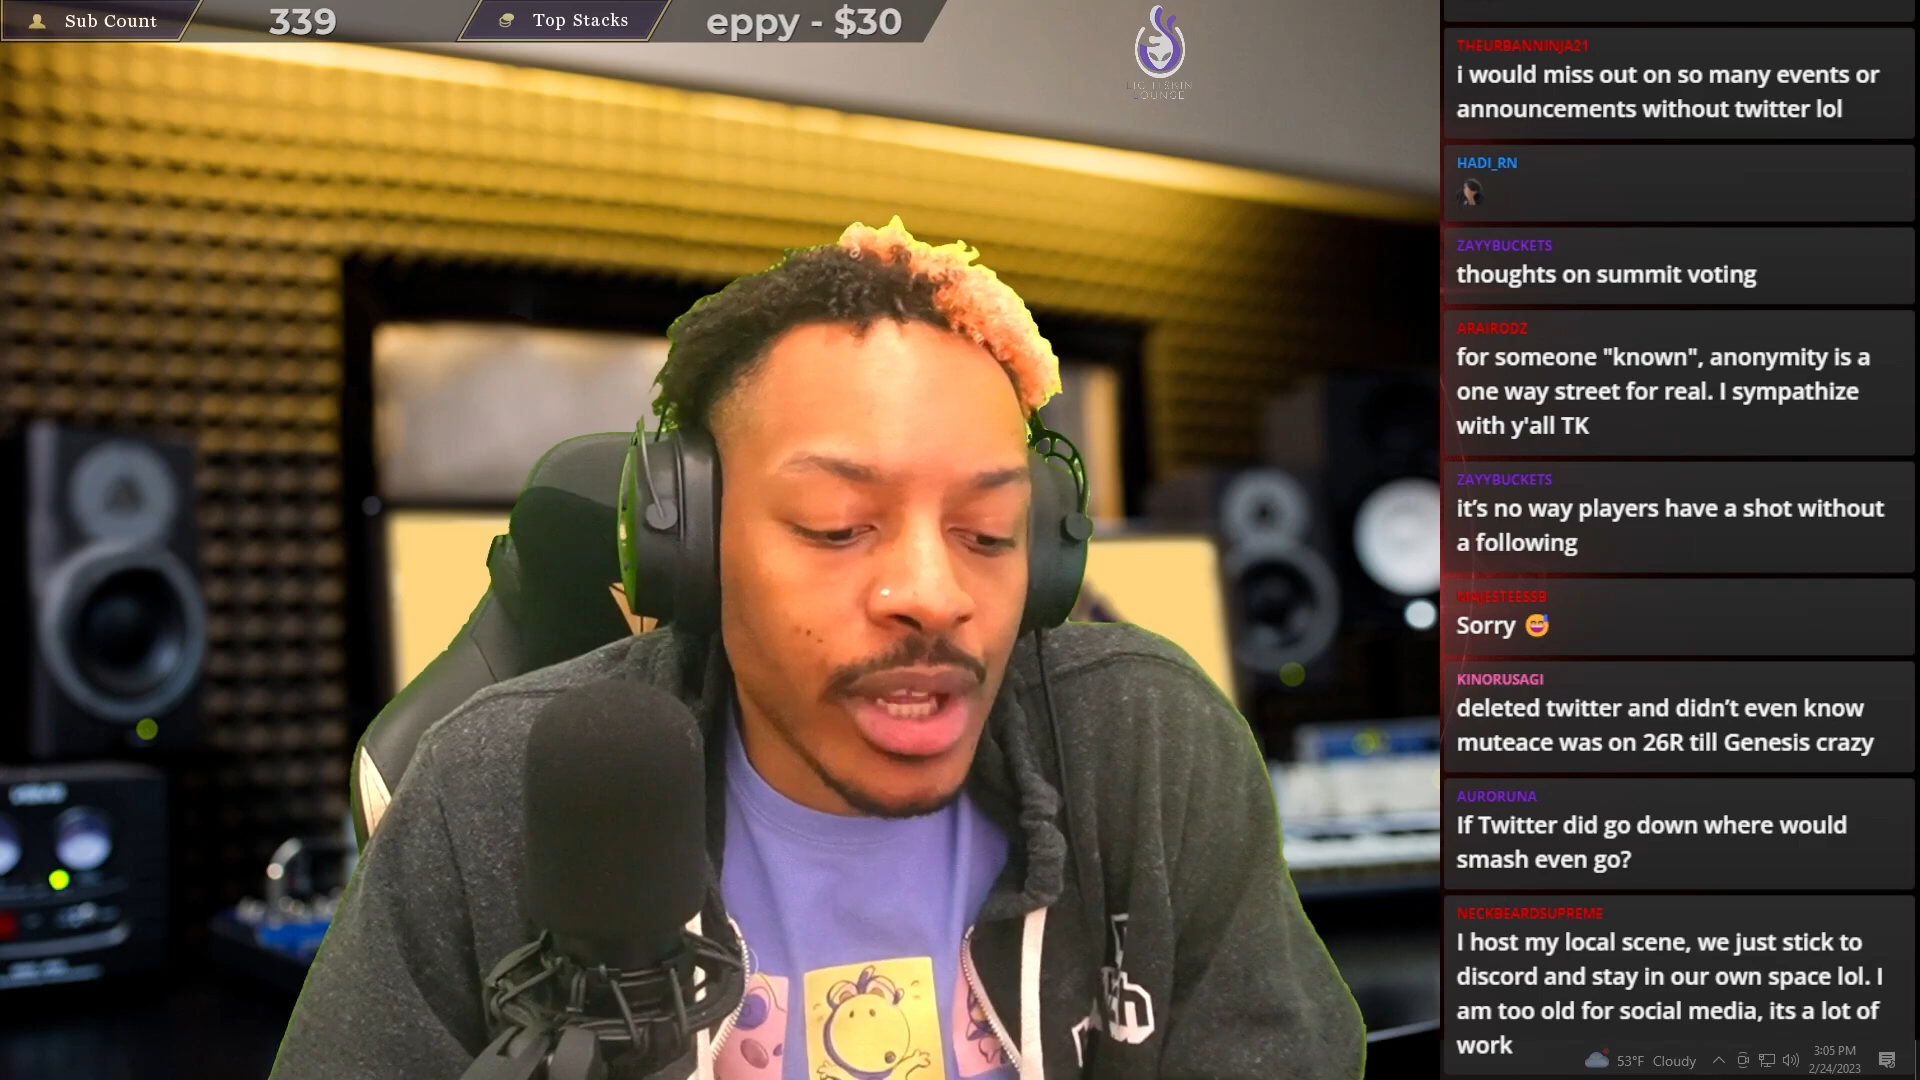 Sub Count
339
Top Stacks
eppy - $30
LIGHTSKIN
LOUNGE
THEURBANNINJA21
i would miss out on so many events or
announcements without twitter lol
HADI_RN
ZAYYBUCKETS
thoughts on summit voting
ARAIRODZ
for someone "known", anonymity is a
one way street for real. I sympathize
with y'all TK
ZAYYBUCKETS
it’s no way players have a shot without
a following
MAJESTEESSB
Sorry 😅
KINORUSAGI
deleted twitter and didn’t even know
muteace was on 26R till Genesis crazy
AURORUNA
If Twitter did go down where would
smash even go?
NECKBEARDSUPREME
I host my local scene, we just stick to
discord and stay in our own space lol. I
am too old for social media, its a lot of
work
53°F Cloudy
3:05 PM
2/24/2023